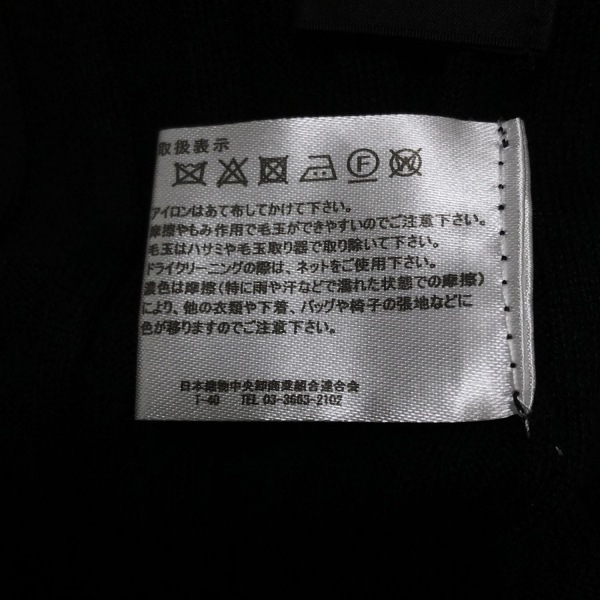 取扱表示
F W
アイロンはあて布してかけて下さい。
摩擦やもみ作用で毛玉ができやすいのでご注意下さい。
毛玉はハサミや毛玉取り器で取り除いて下さい。
ドライクリーニングの際は、ネットをご使用下さい。
濃色は摩擦(特に雨や汗などで濡れた状態での摩擦)
により、他の衣類や下着、バッグや椅子の張地などに
色が移りますのでご注意下さい。
日本織物中央卸商業組合連合会
T-40 TEL 03-3663-2102